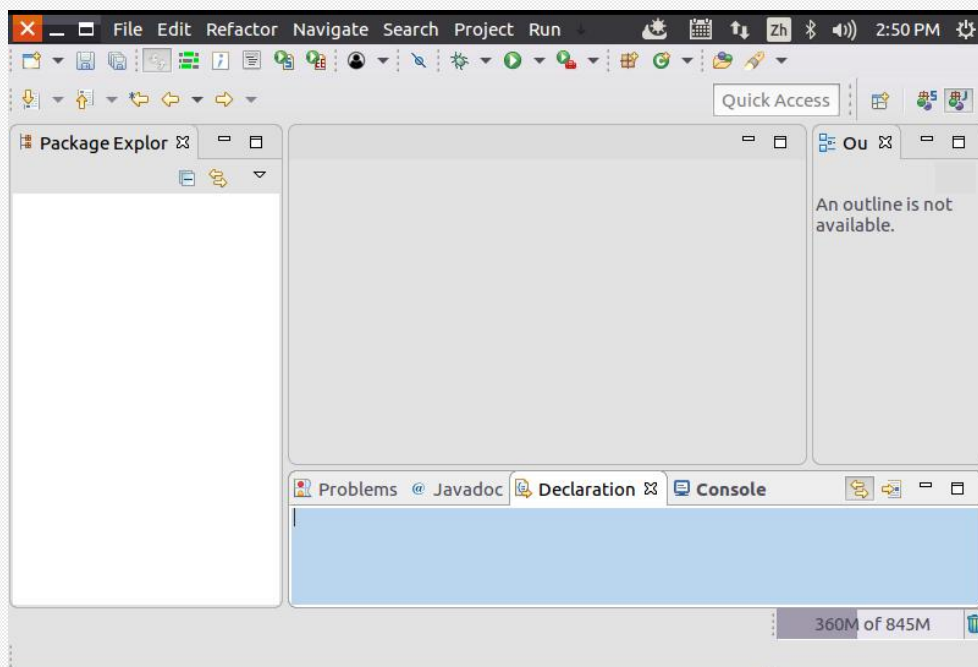 File Edit Refactor Navigate Search Project Run Zh 2:50 PM
Quick Access
Package Explor
Ou
An outline is not
available.
Problems @ Javadoc Declaration Console
360M of 845M